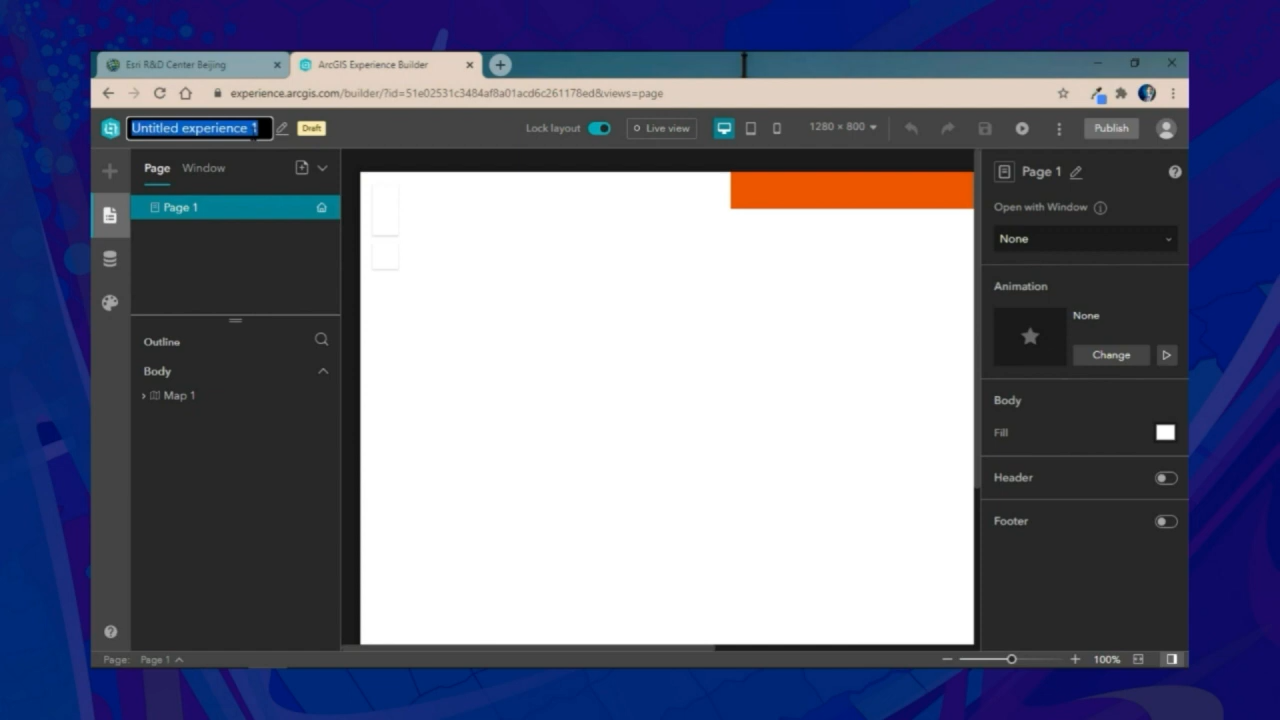 Esri R&D Center Beijing
ArcGIS Experience Builder
experience.arcgis.com/builder/?id=51e02531c3484af8a01acd6c261178ed&views=page
Untitled experience 1
Draft
Lock layout
Live view
1280 × 800
Publish
Page
Window
Page 1
Page 1
Open with Window
None
Animation
None
Change
Outline
Body
Map 1
Body
Fill
Header
Footer
Page: Page 1
100%